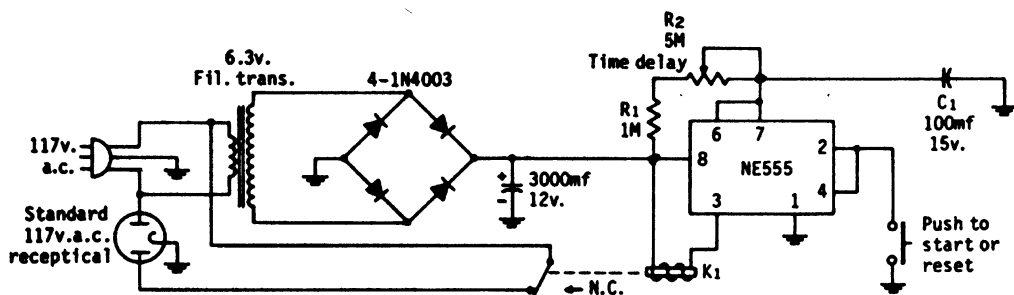 R2
5M
Time delay
6.3v.
Fil. trans.
4-1N4003
R1
1M
C1
100mf
15v.
117v.
a.c.
6
7
8
2
NE555
4
3
1
+
-
3000mf
12v.
Standard
117v.a.c.
receptical
Push to
start or
reset
K1
N.C.